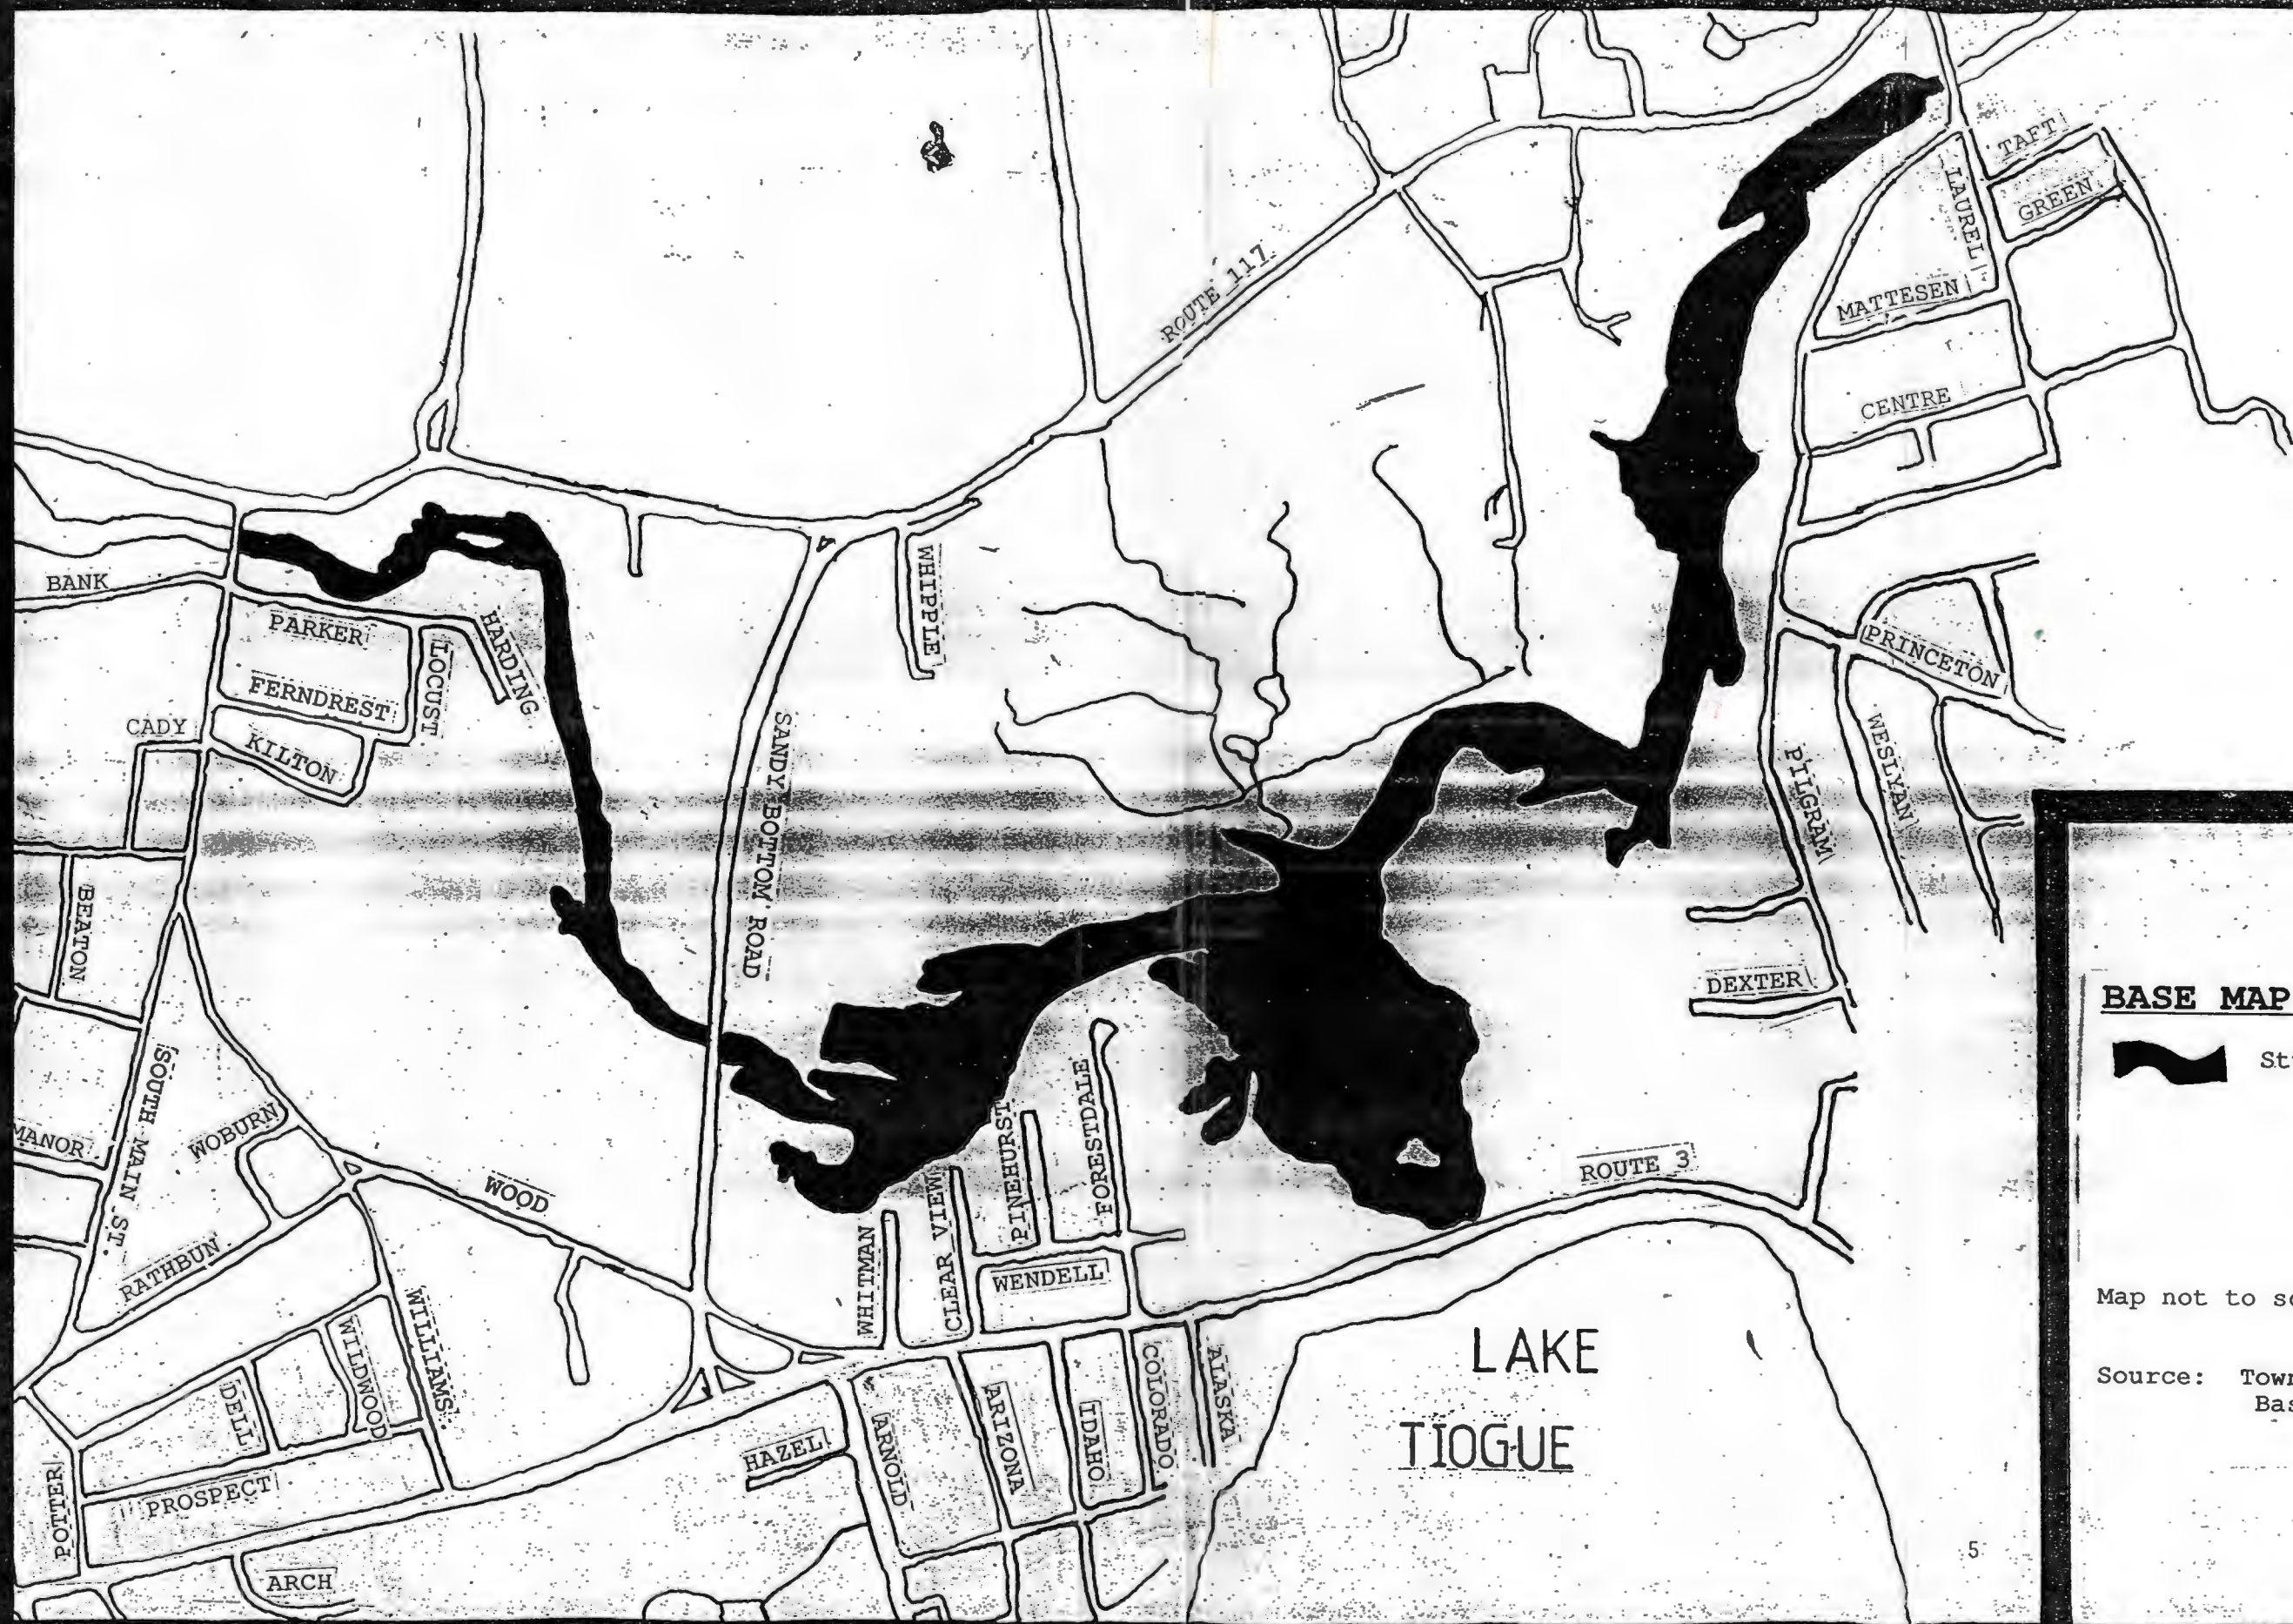 TAFT
GREEN
LAUREL
ROUTE 117
MATTESEN
CENTRE
BANK
PARKER
HARDING
LOCUST
WHIPPLE
FERNDREST
CADY
KILTON
PRINCETON
WESLYAN
PILGRAM
SANDY BOTTOM ROAD
BEATON
DEXTER
BASE MAP
SOUTH MAIN ST.
MANOR
WOBURN
WOOD
RATHBUN
WILLIAMS
WILDWOOD
DELL
PROSPECT
POTTER
ARCH
WHITMAN
CLEAR VIEW
PINEHURST
FORESTDALE
WENDELL
ROUTE 3
HAZEL
ARNOLD
ARIZONA
IDAHO
COLORADO
ALASKA
LAKE
TIOGUE
Map not to
Source:
5